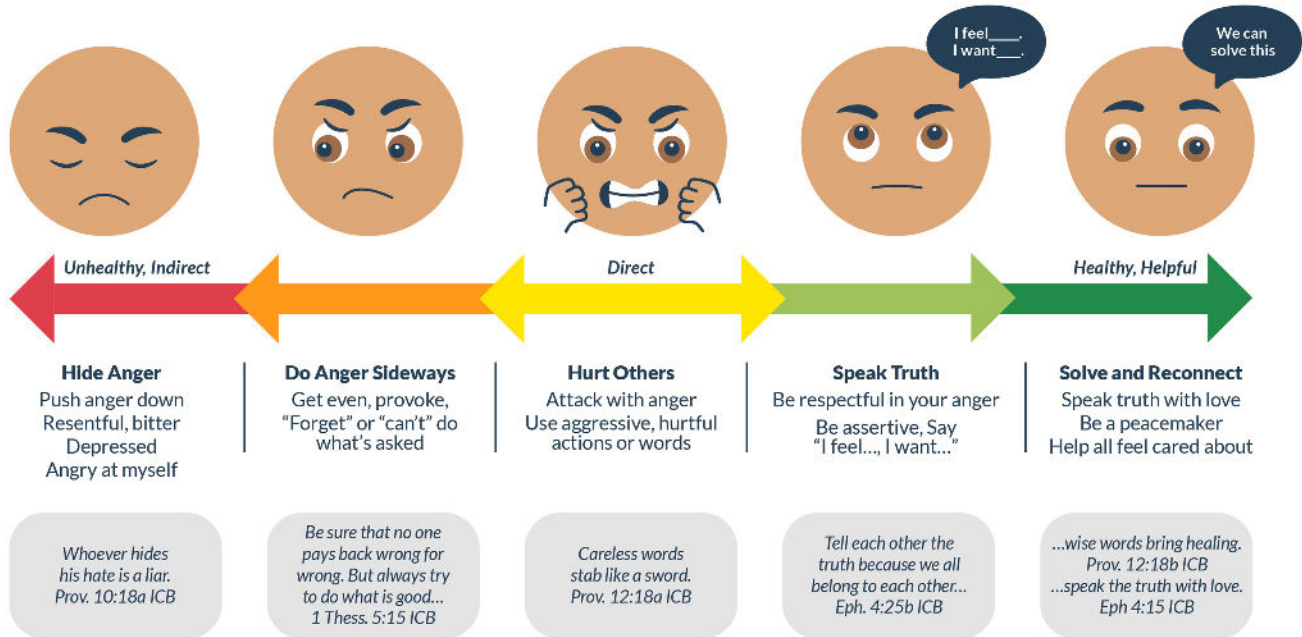 I feel____.
I want____.
We can
solve this
Unhealthy, Indirect
Direct
Healthy, Helpful
Hide Anger
Push anger down
Resentful, bitter
Depressed
Angry at myself
Do Anger Sideways
Get even, provoke,
“Forget” or “can’t” do
what’s asked
Hurt Others
Attack with anger
Use aggressive, hurtful
actions or words
Speak Truth
Be respectful in your anger
Be assertive, Say
“I feel..., I want...”
Solve and Reconnect
Speak truth with love
Be a peacemaker
Help all feel cared about
Whoever hides
his hate is a liar.
Prov. 10:18a ICB
Be sure that no one
pays back wrong for
wrong. But always try
to do what is good...
1 Thess. 5:15 ICB
Careless words
stab like a sword.
Prov. 12:18a ICB
Tell each other the
truth because we all
belong to each other...
Eph. 4:25b ICB
...wise words bring healing.
Prov. 12:18b ICB
...speak the truth with love.
Eph 4:15 ICB